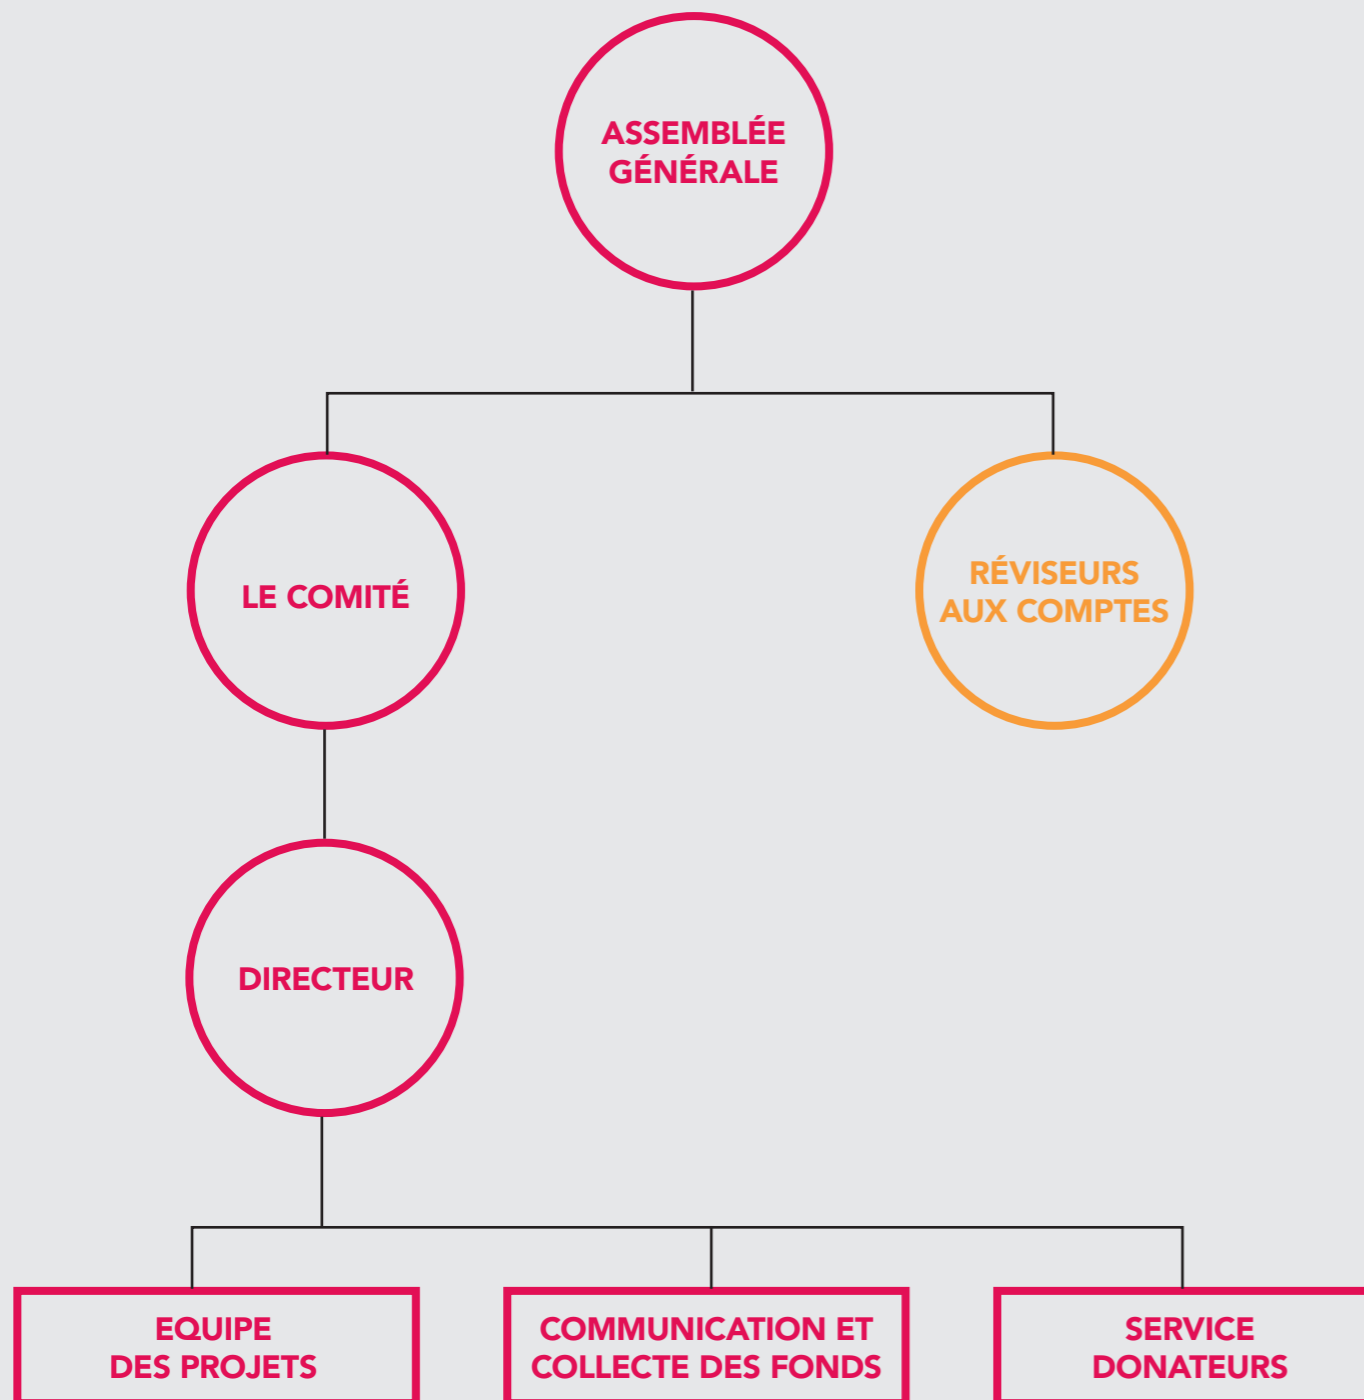 ASSEMBLÉE
GÉNÉRALE
LE COMITÉ
RÉVISEURS
AUX COMPTES
DIRECTEUR
EQUIPE
DES PROJETS
COMMUNICATION ET
COLLECTE DES FONDS
SERVICE
DONATEURS